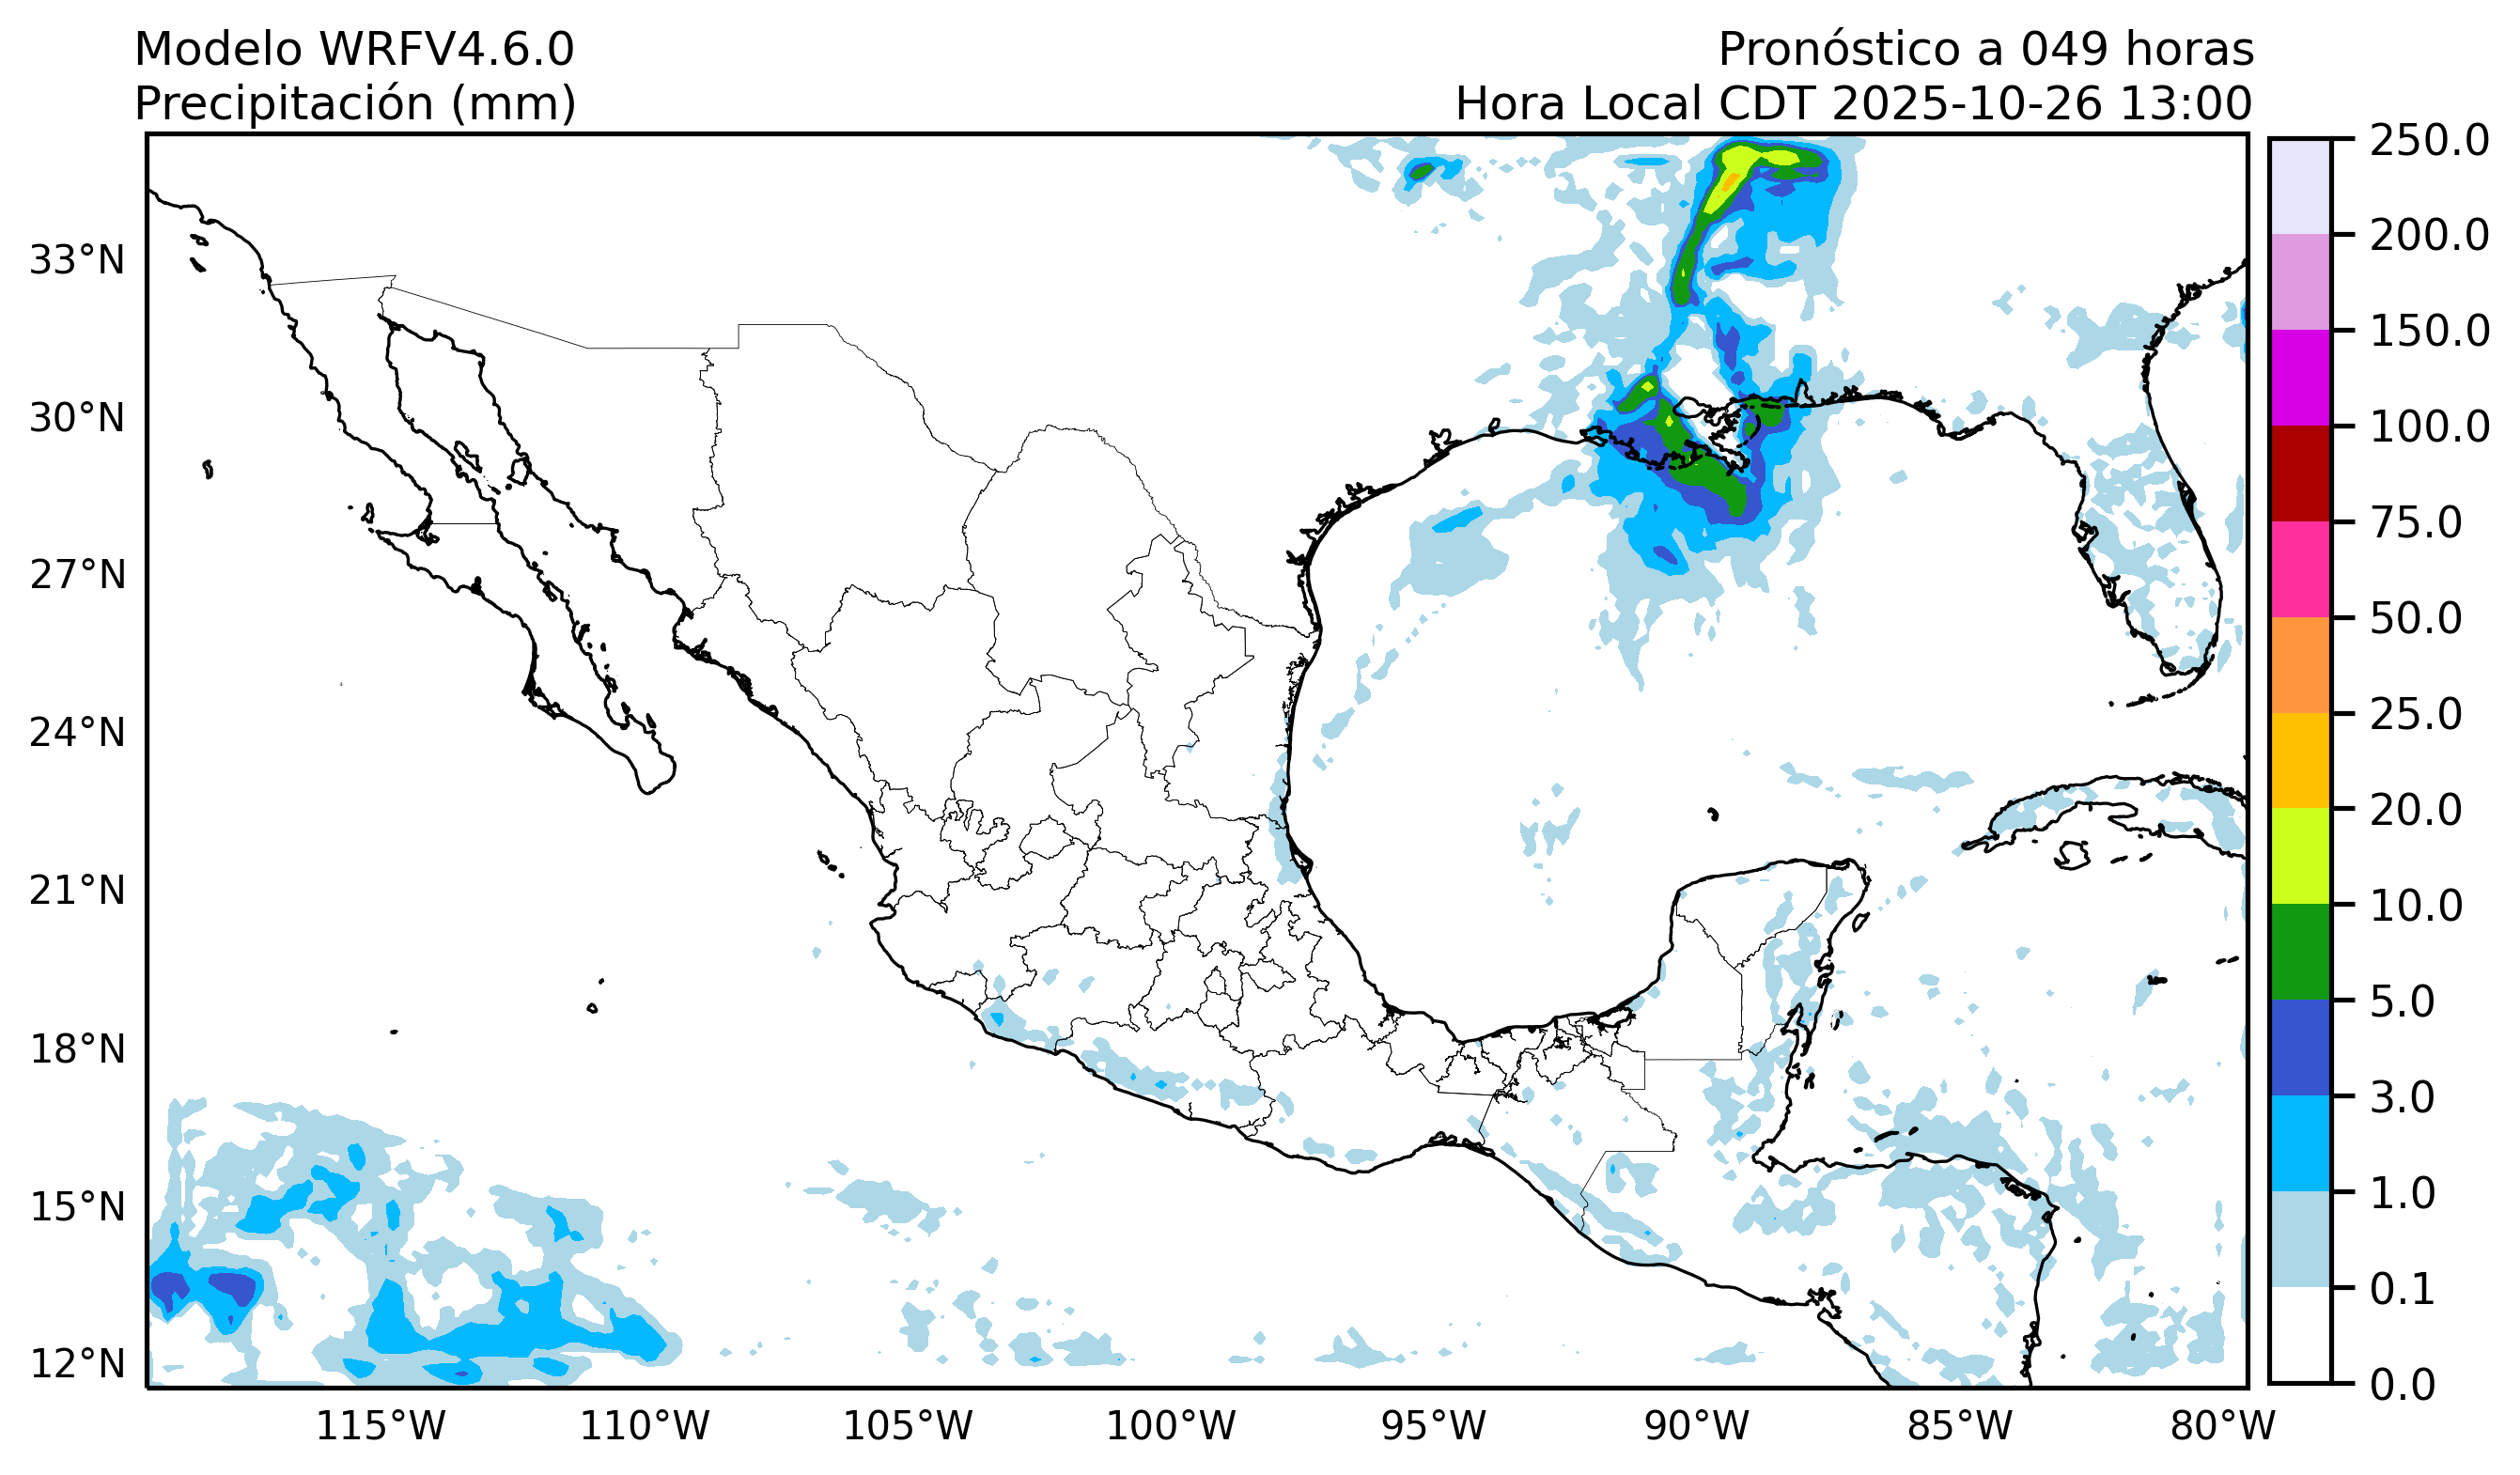 Modelo WRFV4.6.0
Precipitación (mm)
Pronóstico a 049 horas
Hora Local CDT 2025-10-26 13:00
33°N
30°N
27°N
24°N
21°N
18°N
15°N
12°N
115°W
110°W
105°W
100°W
95°W
90°W
85°W
80°W
250.0
200.0
150.0
100.0
75.0
50.0
25.0
20.0
10.0
5.0
3.0
1.0
0.1
0.0